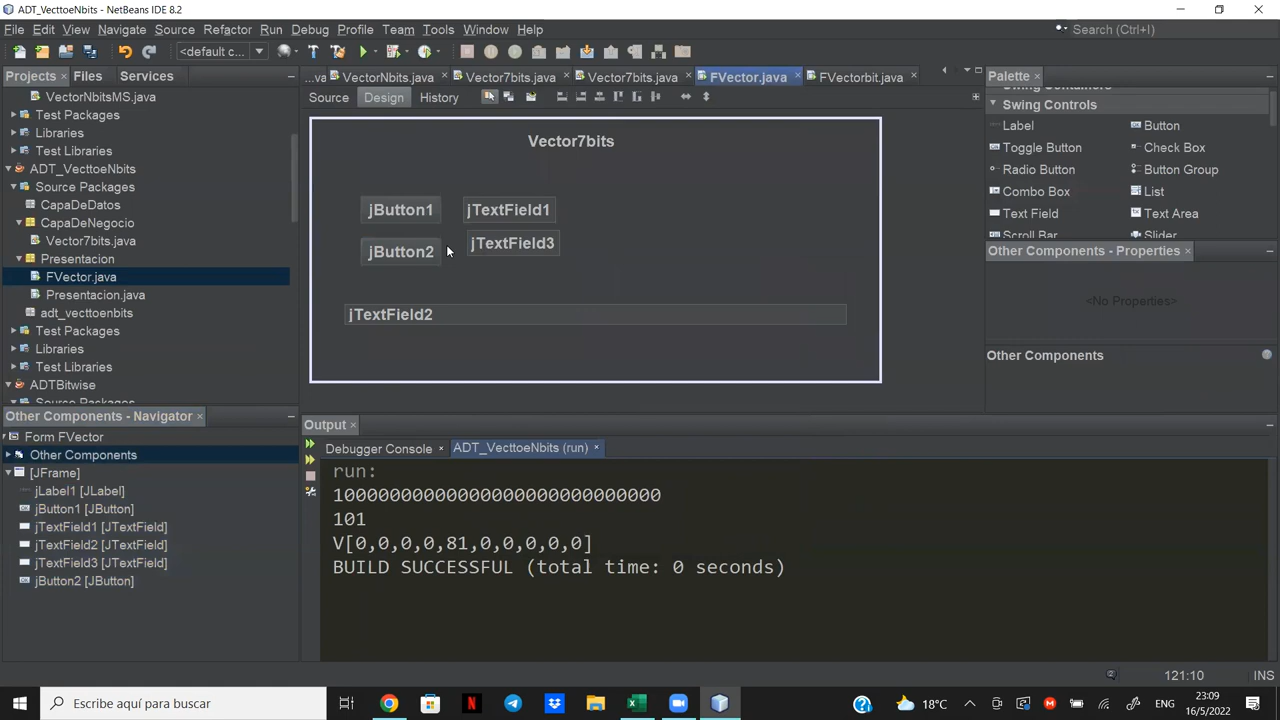 ADT_VecttoeNbits - NetBeans IDE 8.2
File Edit View Navigate Source Refactor Run Debug Profile Team Tools Window Help
Search (Ctrl+I)
<default c...
Projects Files Services
...va VectorNbits.java Vector7bits.java Vector7bits.java FVector.java FVectorbit.java
Source Design History
VectorNbitsMS.java
Test Packages
Libraries
Test Libraries
ADT_VecttoeNbits
Source Packages
CapaDeDatos
CapaDeNegocio
Vector7bits.java
Presentacion
FVector.java
Presentacion.java
adt_vecttoenbits
Test Packages
Libraries
Test Libraries
ADTBitwise
Source Packages
Vector7bits
jButton1 jTextField1
jButton2 jTextField3
jTextField2
Palette
Swing Containers
Swing Controls
Label Button
Toggle Button Check Box
Radio Button Button Group
Combo Box List
Text Field Text Area
Scroll Bar Slider
Other Components - Properties
<No Properties>
Other Components
Other Components - Navigator
Form FVector
Other Components
[JFrame]
jLabel1 [JLabel]
jButton1 [JButton]
jTextField1 [JTextField]
jTextField2 [JTextField]
jTextField3 [JTextField]
jButton2 [JButton]
Output
Debugger Console ADT_VecttoeNbits (run)
run:
101
V[0,0,0,0,81,0,0,0,0,0]
BUILD SUCCESSFUL (total time: 0 seconds)
121:10 INS
Escribe aquí para buscar
18°C
ENG
23:09
16/5/2022